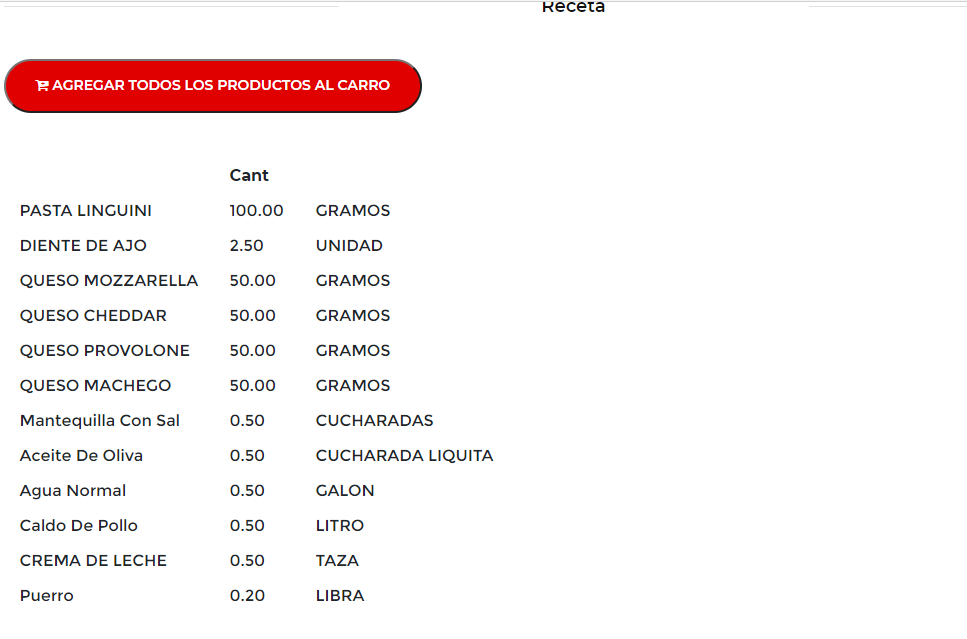 Receta
AGREGAR TODOS LOS PRODUCTOS AL CARRO
Cant
PASTA LINGUINI 100.00 GRAMOS
DIENTE DE AJO 2.50 UNIDAD
QUESO MOZZARELLA 50.00 GRAMOS
QUESO CHEDDAR 50.00 GRAMOS
QUESO PROVOLONE 50.00 GRAMOS
QUESO MACHEGO 50.00 GRAMOS
Mantequilla Con Sal 0.50 CUCHARADAS
Aceite De Oliva 0.50 CUCHARADA LIQUITA
Agua Normal 0.50 GALON
Caldo De Pollo 0.50 LITRO
CREMA DE LECHE 0.50 TAZA
Puerro 0.20 LIBRA